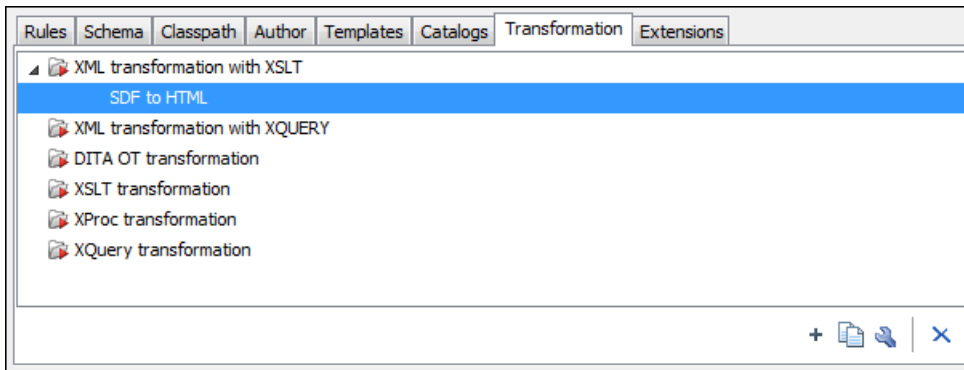 Rules Schema Classpath Author Templates Catalogs Transformation Extensions
XML transformation with XSLT
SDF to HTML
XML transformation with XQUERY
DITA OT transformation
XSLT transformation
XProc transformation
XQuery transformation